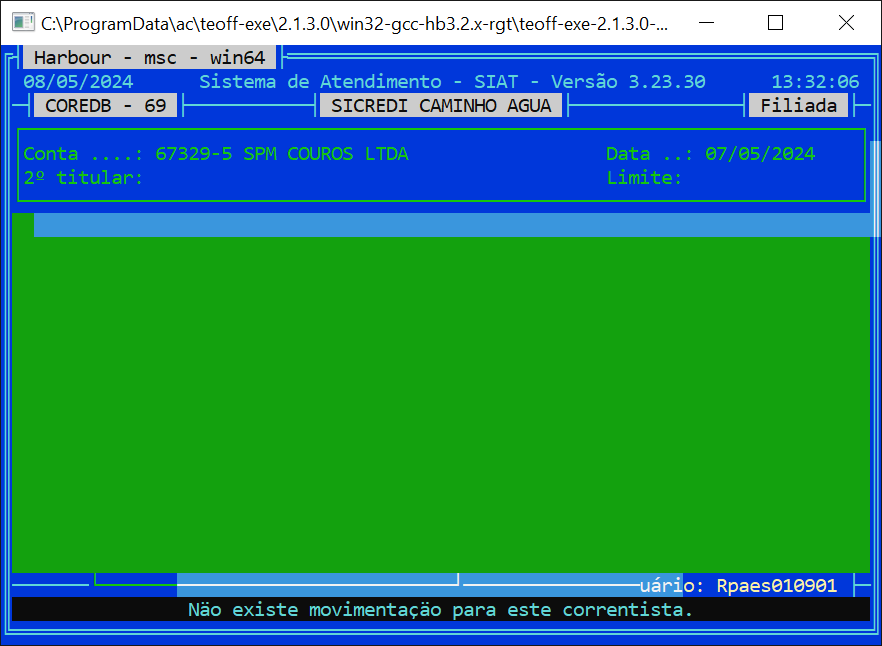 C:\ProgramData\ac\teoff-exe\2.1.3.0\win32-gcc-hb3.2.x-rgt\teoff-exe-2.1.3.0-...
Harbour - msc - win64
08/05/2024 Sistema de Atendimento - SIAT - Versão 3.23.30 13:32:06
COREDB - 69 SICREDI CAMINHO AGUA Filiada
Conta ....: 67329-5 SPM COUROS LTDA Data ..: 07/05/2024
2º titular: Limite:
uário: Rpaes010901
Näo existe movimentaçäo para este correntista.